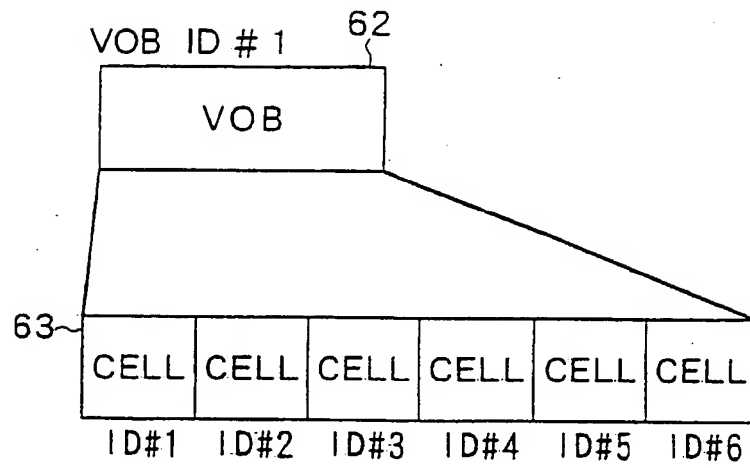 VOB ID # 1 62
VOB
63 CELL CELL CELL CELL CELL CELL
ID#1 ID#2 ID#3 ID#4 ID#5 ID#6